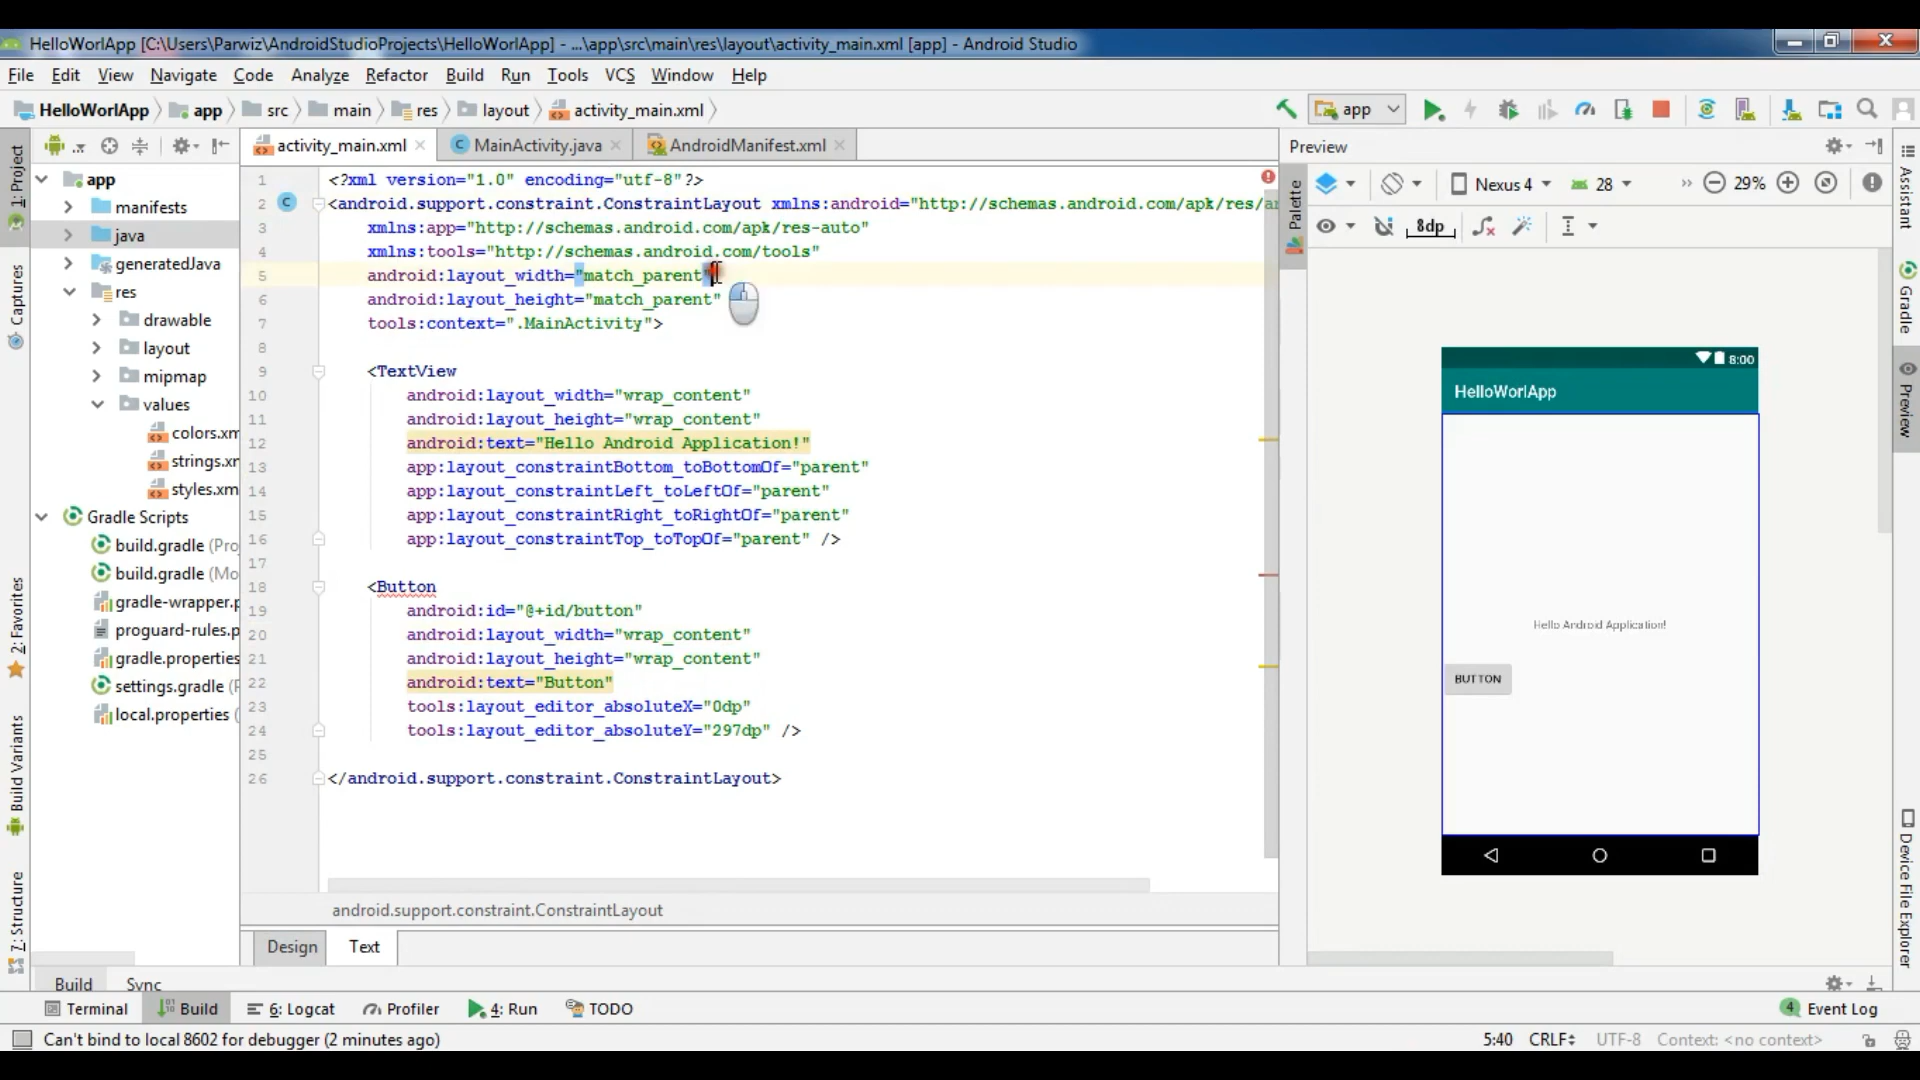 HelloWorlApp [C:\Users\Parwiz\AndroidStudioProjects\HelloWorlApp] - ...\app\src\main\res\layout\activity_main.xml [app] - Android Studio
File Edit View Navigate Code Analyze Refactor Build Run Tools VCS Window Help
HelloWorlApp app src main res layout activity_main.xml app
activity_main.xml MainActivity.java AndroidManifest.xml
1: Project
Captures
2: Favorites
Build Variants
7: Structure
app
manifests
java
generatedJava
res
drawable
layout
mipmap
values
colors.xm
strings.xr
styles.xm
Gradle Scripts
build.gradle (Pro
build.gradle (Mo
gradle-wrapper.p
proguard-rules.p
gradle.properties
settings.gradle (F
local.properties (
1 <?xml version="1.0" encoding="utf-8"?>
2 <android.support.constraint.ConstraintLayout xmlns:android="http://schemas.android.com/apk/res/an
3 xmlns:app="http://schemas.android.com/apk/res-auto"
4 xmlns:tools="http://schemas.android.com/tools"
5 android:layout_width="match_parent"
6 android:layout_height="match_parent"
7 tools:context=".MainActivity">
8
9 <TextView
10 android:layout_width="wrap_content"
11 android:layout_height="wrap_content"
12 android:text="Hello Android Application!"
13 app:layout_constraintBottom_toBottomOf="parent"
14 app:layout_constraintLeft_toLeftOf="parent"
15 app:layout_constraintRight_toRightOf="parent"
16 app:layout_constraintTop_toTopOf="parent" />
17
18 <Button
19 android:id="@+id/button"
20 android:layout_width="wrap_content"
21 android:layout_height="wrap_content"
22 android:text="Button"
23 tools:layout_editor_absoluteX="0dp"
24 tools:layout_editor_absoluteY="297dp" />
25
26 </android.support.constraint.ConstraintLayout>
android.support.constraint.ConstraintLayout
Design Text
Preview
Palette
Nexus 4 28 29%
8dp
8:00
HelloWorlApp
Hello Android Application!
BUTTON
Assistant
Gradle
Preview
Device File Explorer
Build Sync
Terminal Build 6: Logcat Profiler 4: Run TODO 4 Event Log
Can't bind to local 8602 for debugger (2 minutes ago) 5:40 CRLF UTF-8 Context: <no context>